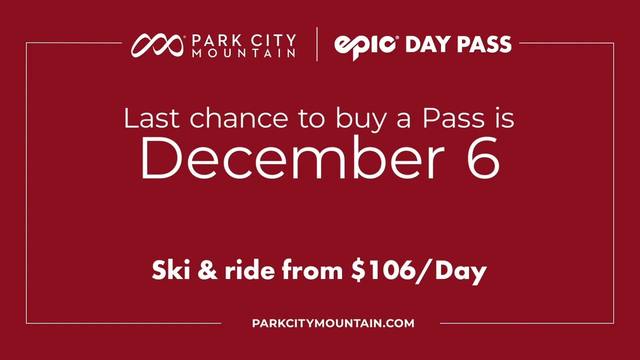 PARK CITY MOUNTAIN
epic® DAY PASS
Last chance to buy a Pass is
December 6
Ski & ride from $106/Day
PARKCITYMOUNTAIN.COM